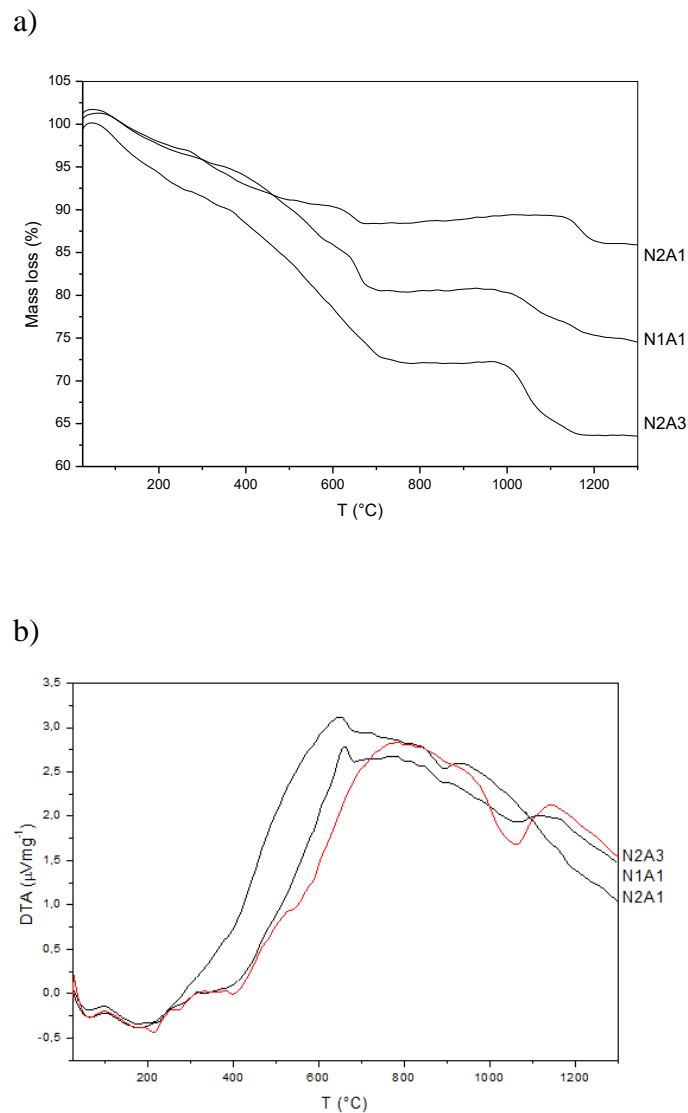 a)
105
100
95
90
85
80
75
70
65
60
Mass loss (%)
N2A1
N1A1
N2A3
200 400 600 800 1000 1200
T (°C)
b)
3,5
3,0
2,5
2,0
1,5
1,0
0,5
0,0
-0,5
DTA (μVmg⁻¹)
N2A3
N1A1
N2A1
200 400 600 800 1000 1200
T (°C)